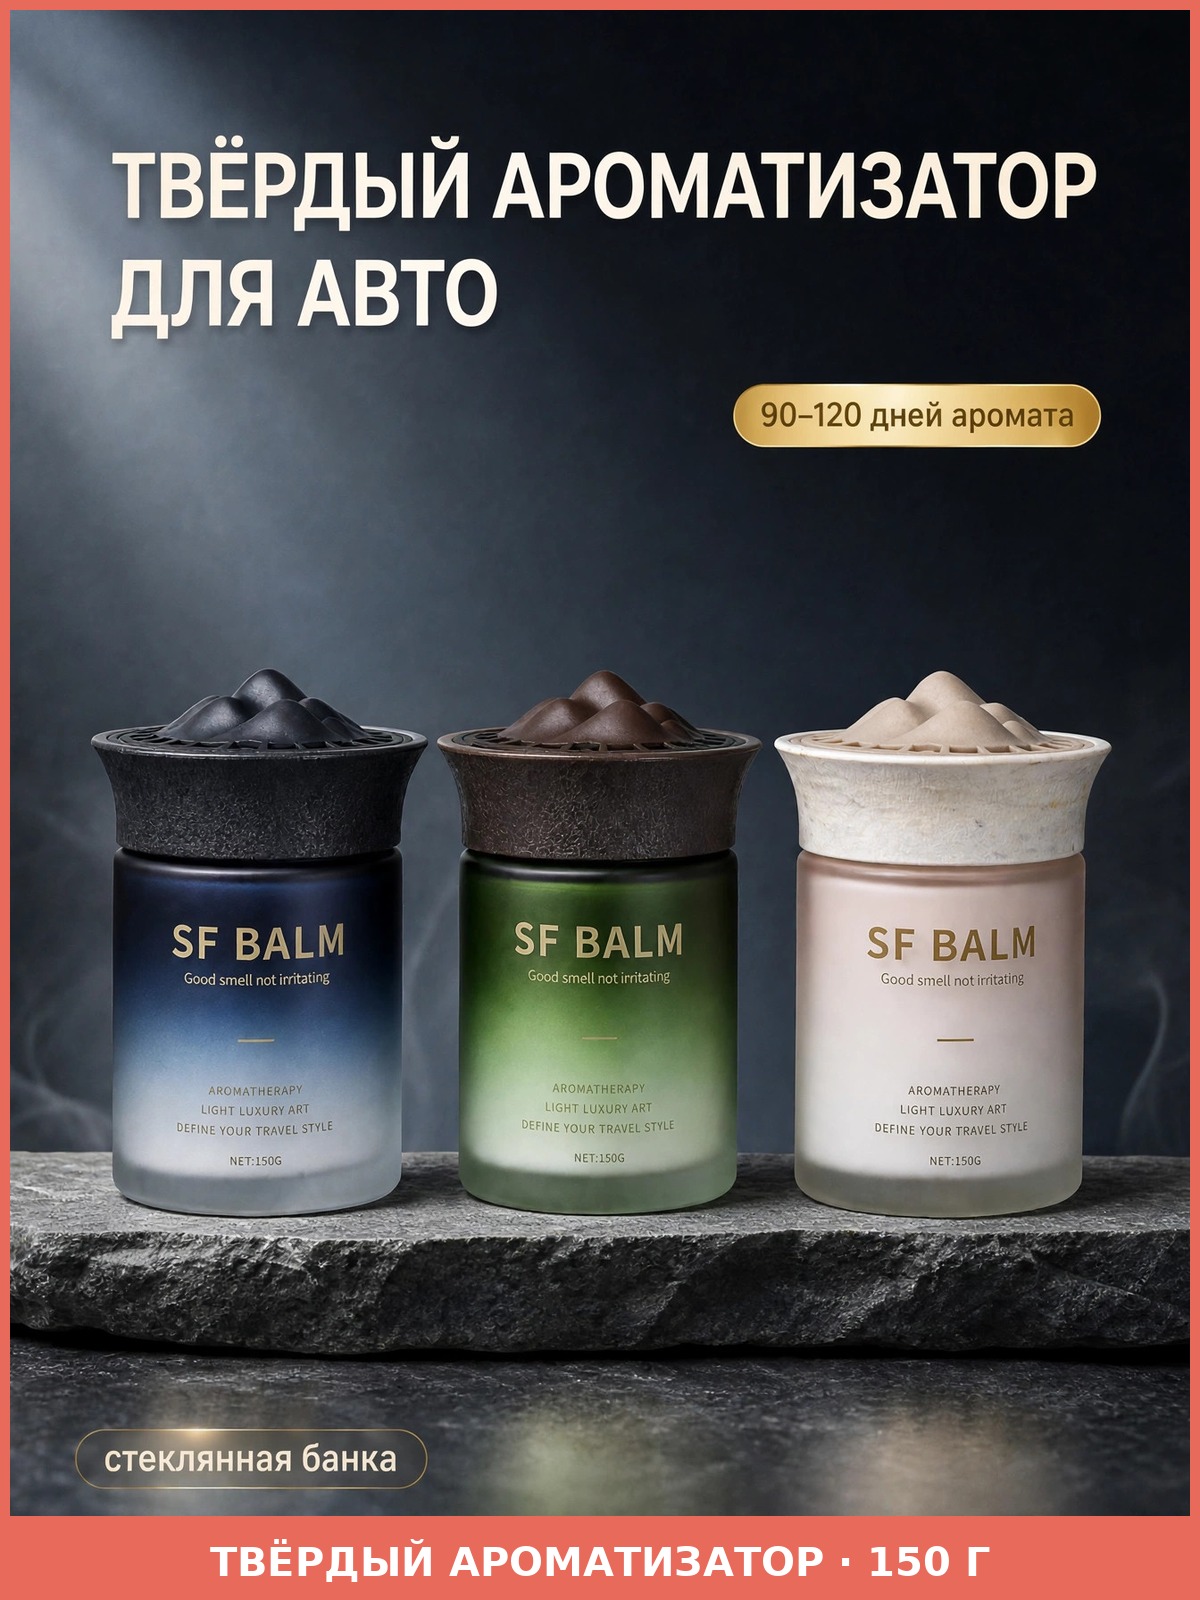 ТВЁРДЫЙ АРОМАТИЗАТОР
ДЛЯ АВТО
90–120 дней аромата
SF BALM
Good smell not irritating
AROMATHERAPY
LIGHT LUXURY ART
DEFINE YOUR TRAVEL STYLE
NET:150G
SF BALM
Good smell not irritating
AROMATHERAPY
LIGHT LUXURY ART
DEFINE YOUR TRAVEL STYLE
NET:150G
SF BALM
Good smell not irritating
AROMATHERAPY
LIGHT LUXURY ART
DEFINE YOUR TRAVEL STYLE
NET:150G
стеклянная банка
ТВЁРДЫЙ АРОМАТИЗАТОР · 150 Г